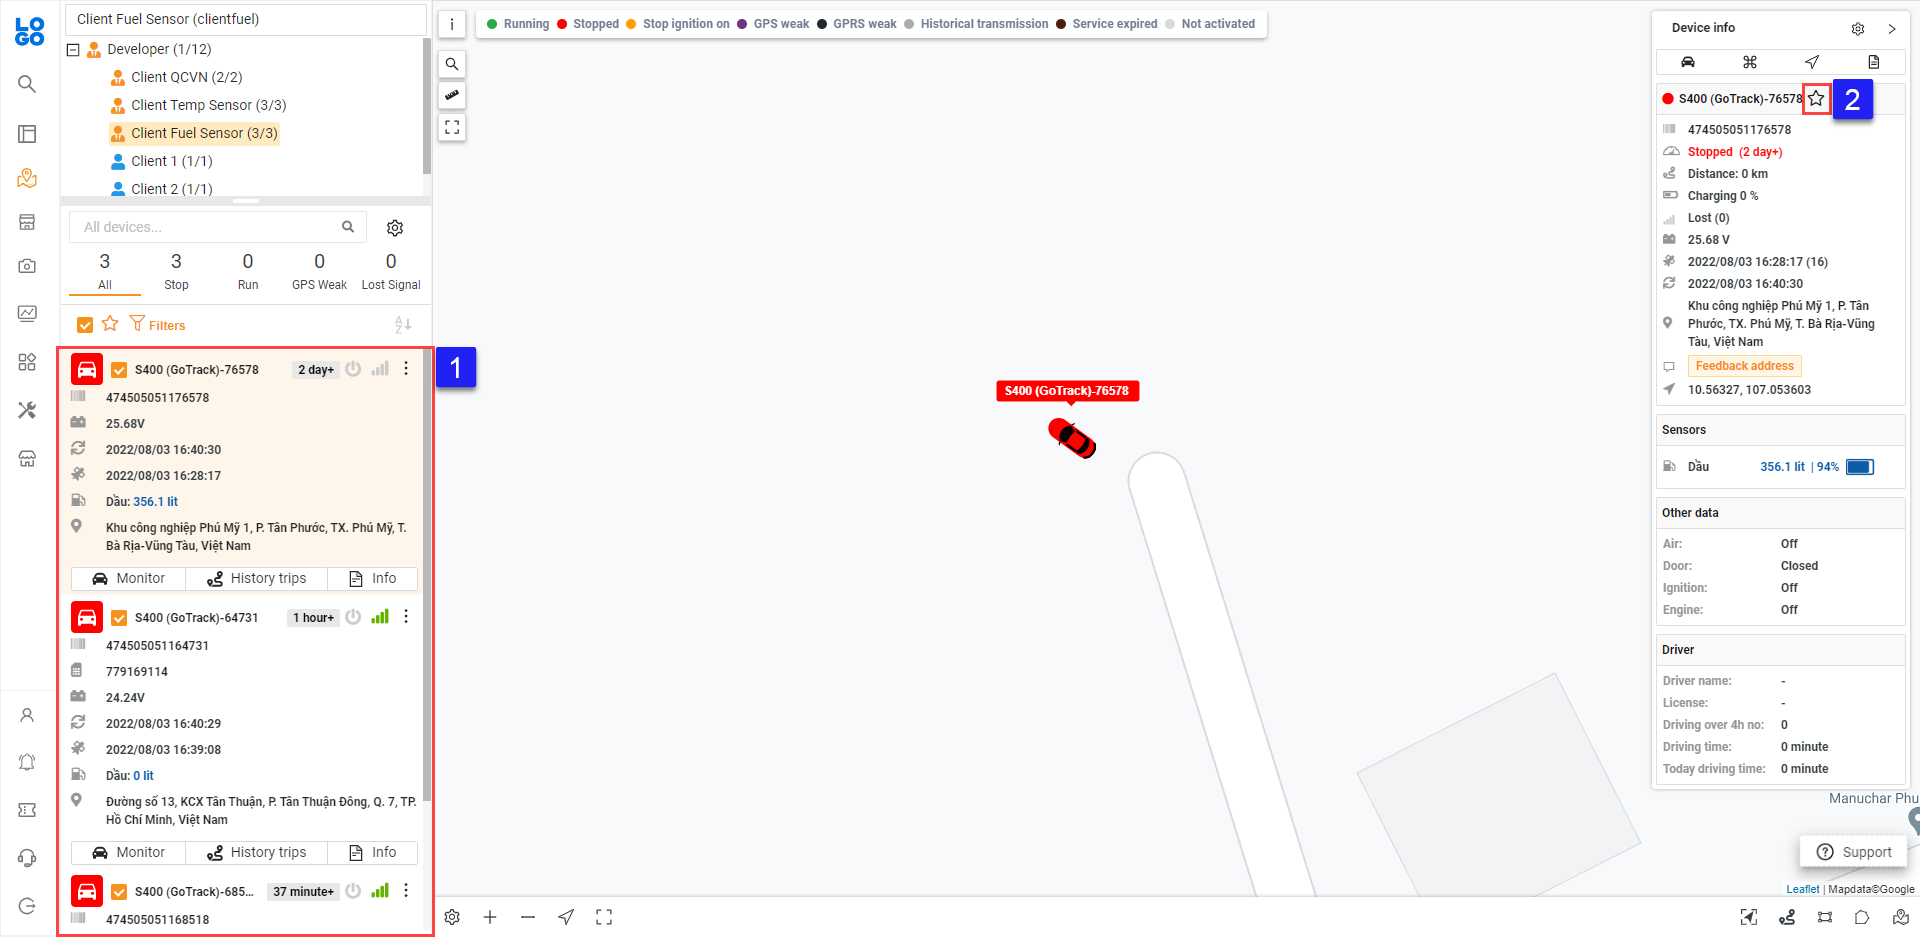 LOGO
Client Fuel Sensor (clientfuel)
Developer (1/12)
Client QCVN (2/2)
Client Temp Sensor (3/3)
Client Fuel Sensor (3/3)
Client 1 (1/1)
Client 2 (1/1)
All devices...
3 3 0 0 0
All Stop Run GPS Weak Lost Signal
Filters
S400 (GoTrack)-76578 2 day+
474505051176578
25.68V
2022/08/03 16:40:30
2022/08/03 16:28:17
Dầu: 356.1 lit
Khu công nghiệp Phú Mỹ 1, P. Tân Phước, TX. Phú Mỹ, T.
Bà Rịa-Vũng Tàu, Việt Nam
Monitor History trips Info
S400 (GoTrack)-64731 1 hour+
474505051164731
779169114
24.24V
2022/08/03 16:40:29
2022/08/03 16:39:08
Dầu: 0 lit
Đường số 13, KCX Tân Thuận, P. Tân Thuận Đông, Q. 7, TP.
Hồ Chí Minh, Việt Nam
Monitor History trips Info
S400 (GoTrack)-685... 37 minute+
474505051168518
1
i
Running Stopped Stop ignition on GPS weak GPRS weak Historical transmission Service expired Not activated
S400 (GoTrack)-76578
Device info
S400 (GoTrack)-76578
2
474505051176578
Stopped (2 day+)
Distance: 0 km
Charging 0 %
Lost (0)
25.68 V
2022/08/03 16:28:17 (16)
2022/08/03 16:40:30
Khu công nghiệp Phú Mỹ 1, P. Tân
Phước, TX. Phú Mỹ, T. Bà Rịa-Vũng
Tàu, Việt Nam
Feedback address
10.56327, 107.053603
Sensors
Dầu 356.1 lit | 94%
Other data
Air: Off
Door: Closed
Ignition: Off
Engine: Off
Driver
Driver name: -
License: -
Driving over 4h no: 0
Driving time: 0 minute
Today driving time: 0 minute
Manuchar Phu
Support
Leaflet | Mapdata©Google